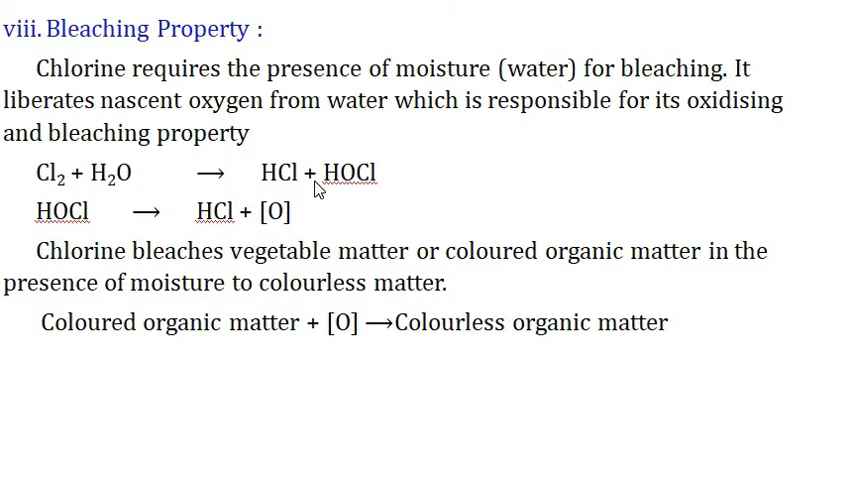 viii. Bleaching Property :
Chlorine requires the presence of moisture (water) for bleaching. It
liberates nascent oxygen from water which is responsible for its oxidising
and bleaching property
Cl₂ + H₂O ⟶ HCl + HOCl
HOCl ⟶ HCl + [O]
Chlorine bleaches vegetable matter or coloured organic matter in the
presence of moisture to colourless matter.
Coloured organic matter + [O] ⟶Colourless organic matter